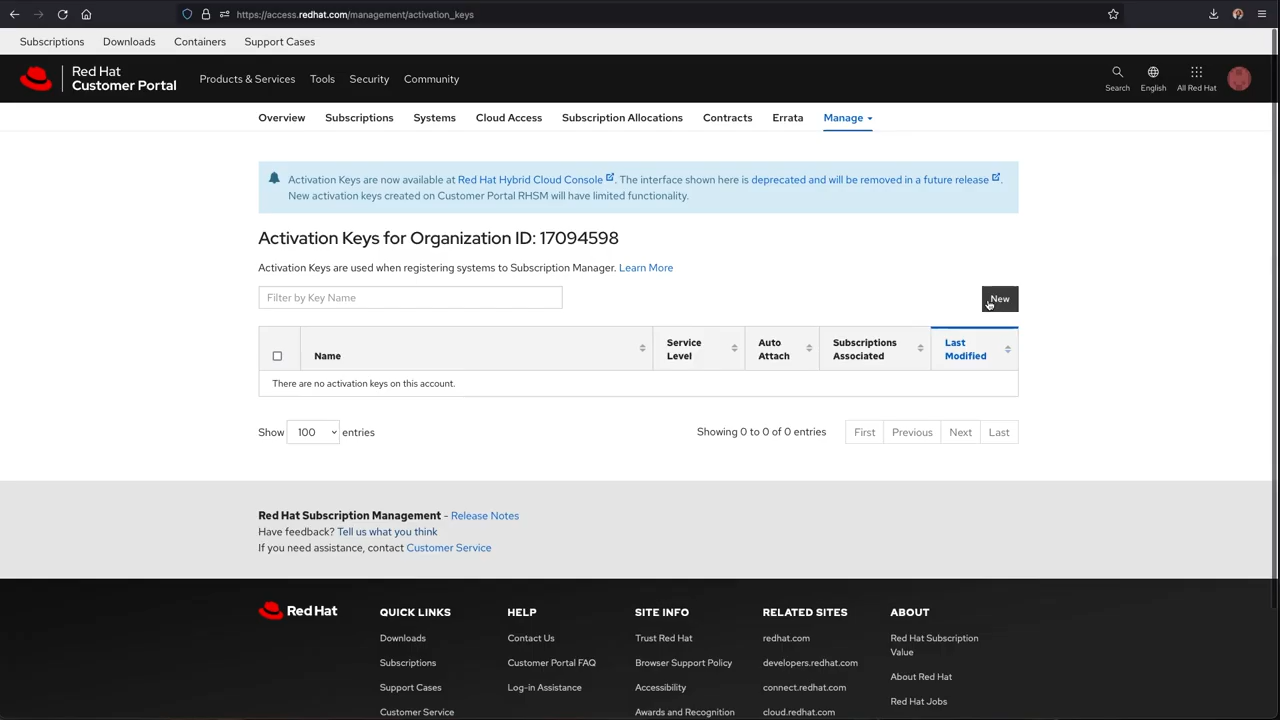 https://access.redhat.com/management/activation_keys
Subscriptions Downloads Containers Support Cases
Red Hat
Customer Portal
Products & Services Tools Security Community
Search English All Red Hat
Overview Subscriptions Systems Cloud Access Subscription Allocations Contracts Errata Manage
Activation Keys are now available at Red Hat Hybrid Cloud Console . The interface shown here is deprecated and will be removed in a future release .
New activation keys created on Customer Portal RHSM will have limited functionality.
Activation Keys for Organization ID: 17094598
Activation Keys are used when registering systems to Subscription Manager. Learn More
Filter by Key Name
New
Name
Service
Level
Auto
Attach
Subscriptions
Associated
Last
Modified
There are no activation keys on this account.
Show 100 entries
Showing 0 to 0 of 0 entries
First Previous Next Last
Red Hat Subscription Management - Release Notes
Have feedback? Tell us what you think
If you need assistance, contact Customer Service
Red Hat
QUICK LINKS
Downloads
Subscriptions
Support Cases
Customer Service
HELP
Contact Us
Customer Portal FAQ
Log-in Assistance
SITE INFO
Trust Red Hat
Browser Support Policy
Accessibility
Awards and Recognition
RELATED SITES
redhat.com
developers.redhat.com
connect.redhat.com
cloud.redhat.com
ABOUT
Red Hat Subscription
Value
About Red Hat
Red Hat Jobs